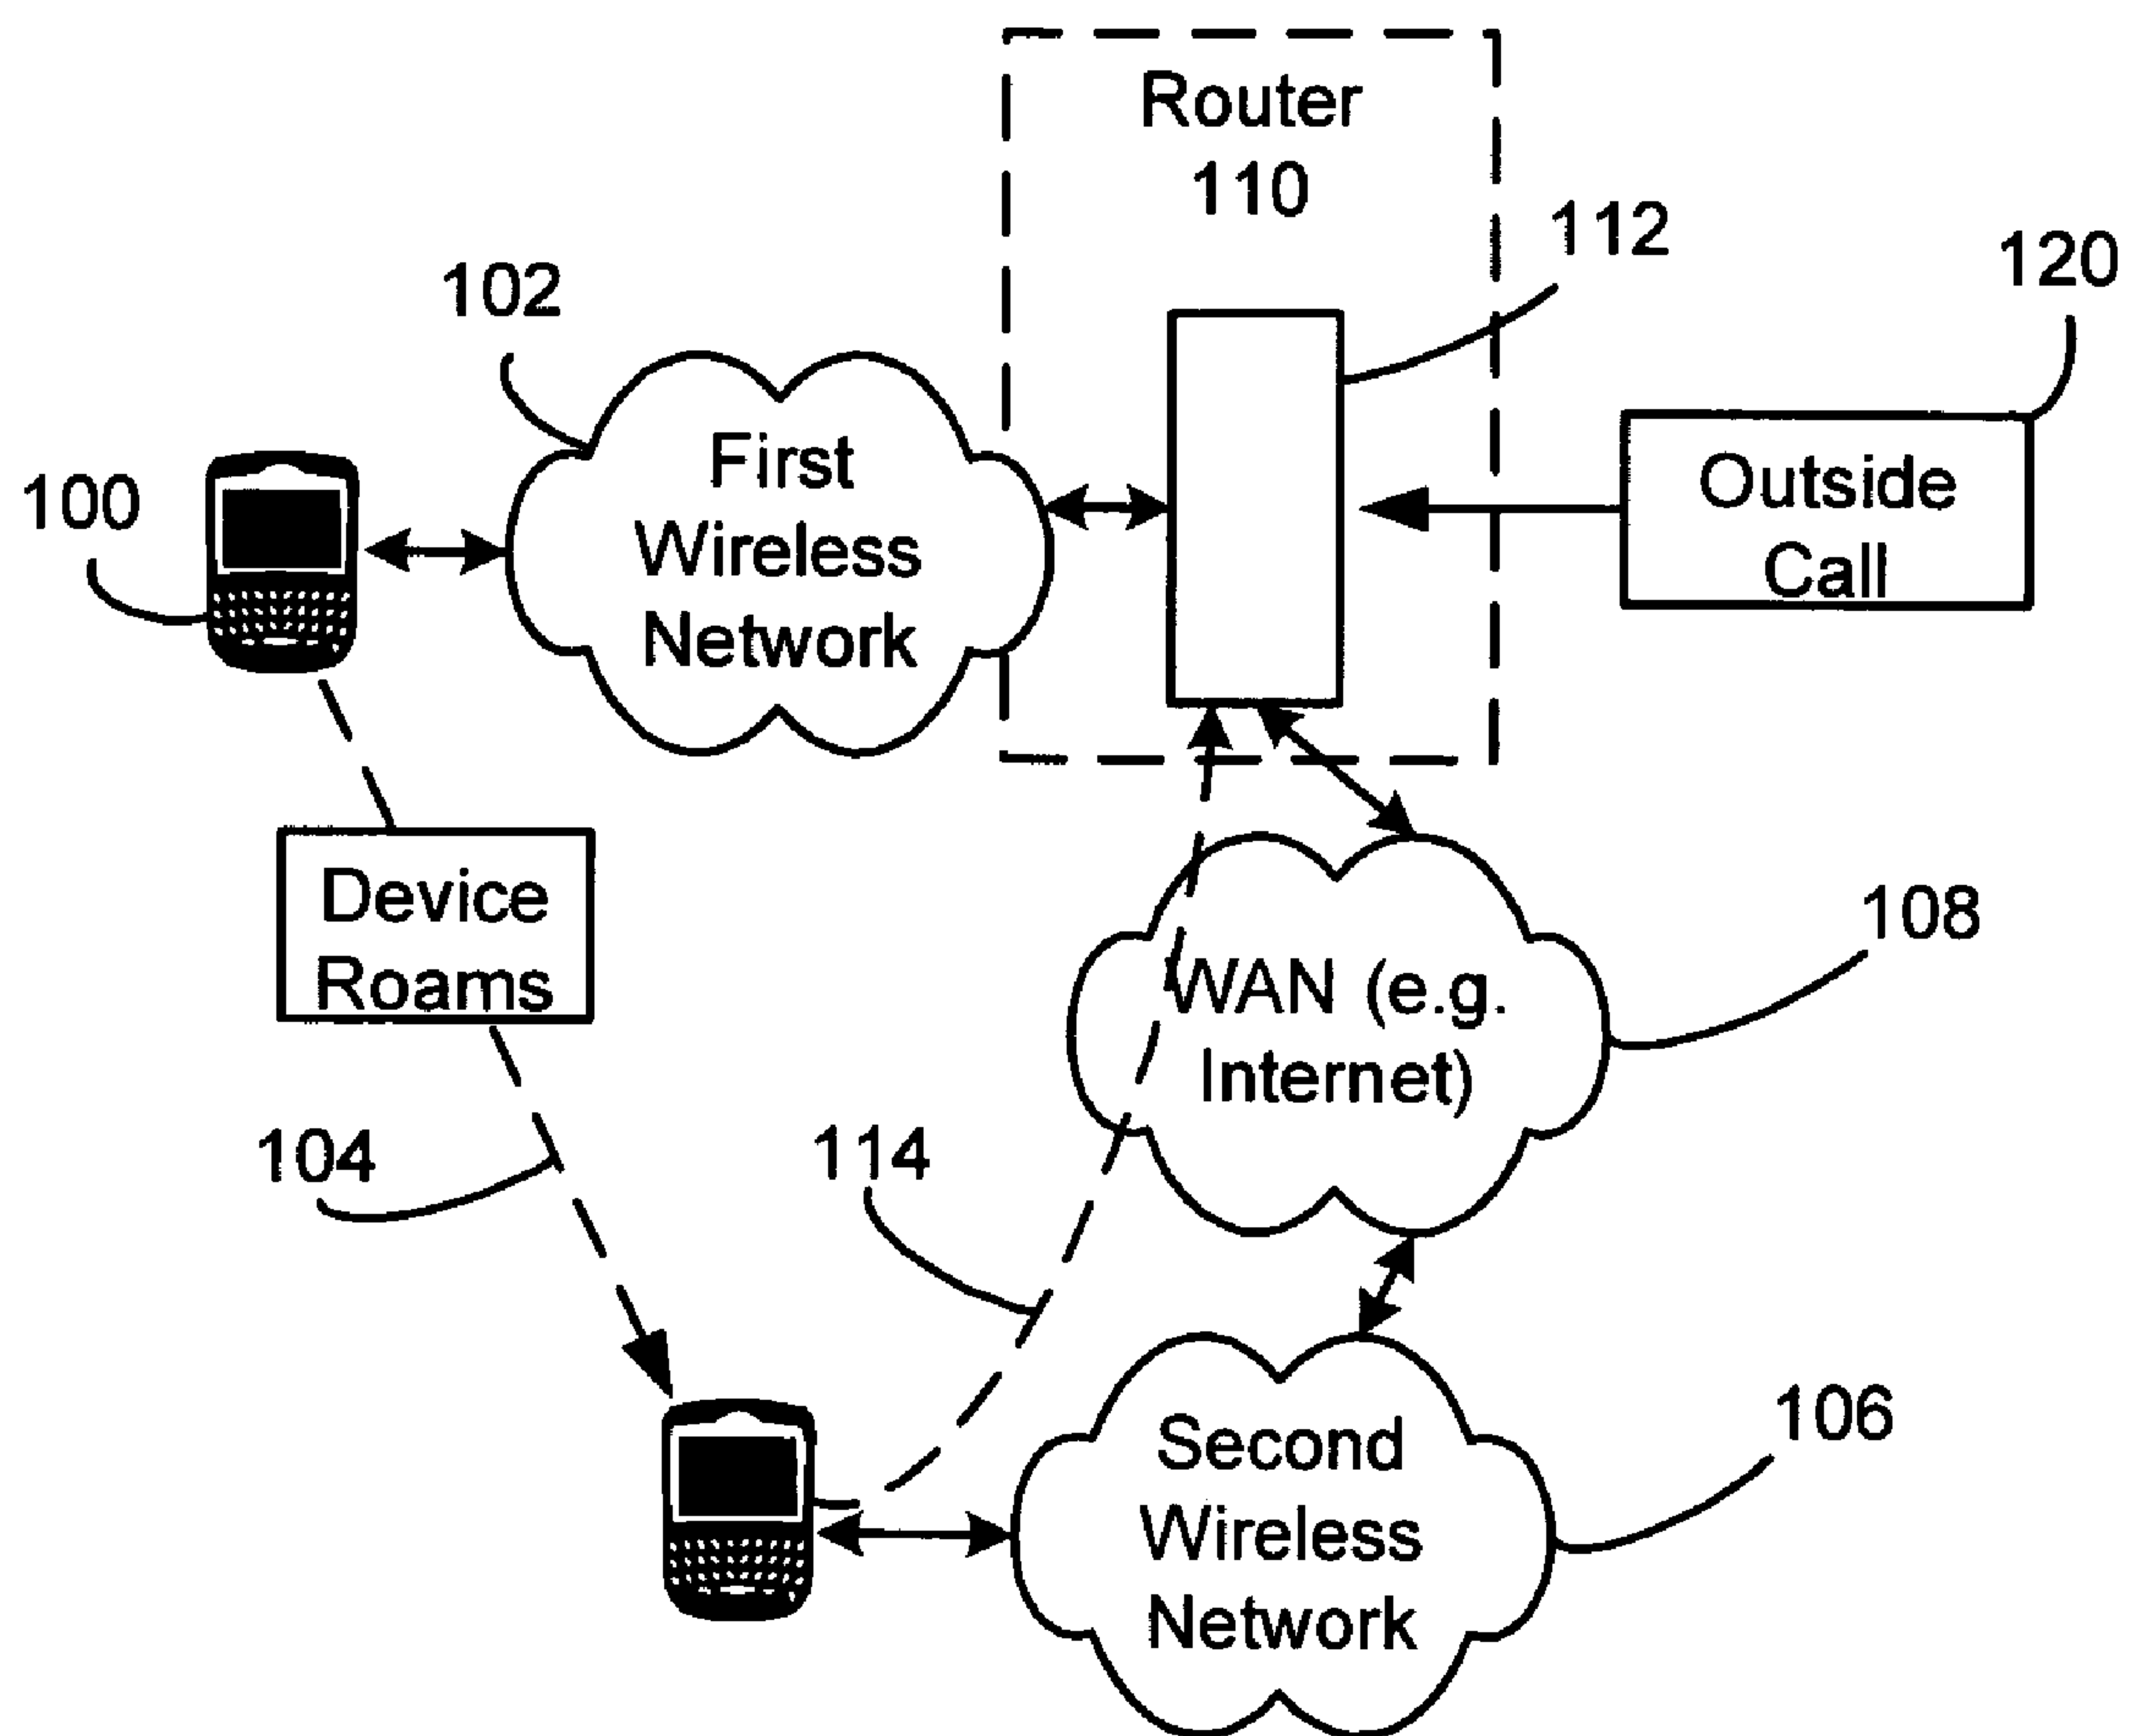 Router
110
112
120
102
First
Wireless
Network
100
Outside
Call
Device
Roams
108
WAN (e.g.
Internet)
104
114
106
Second
Wireless
Network